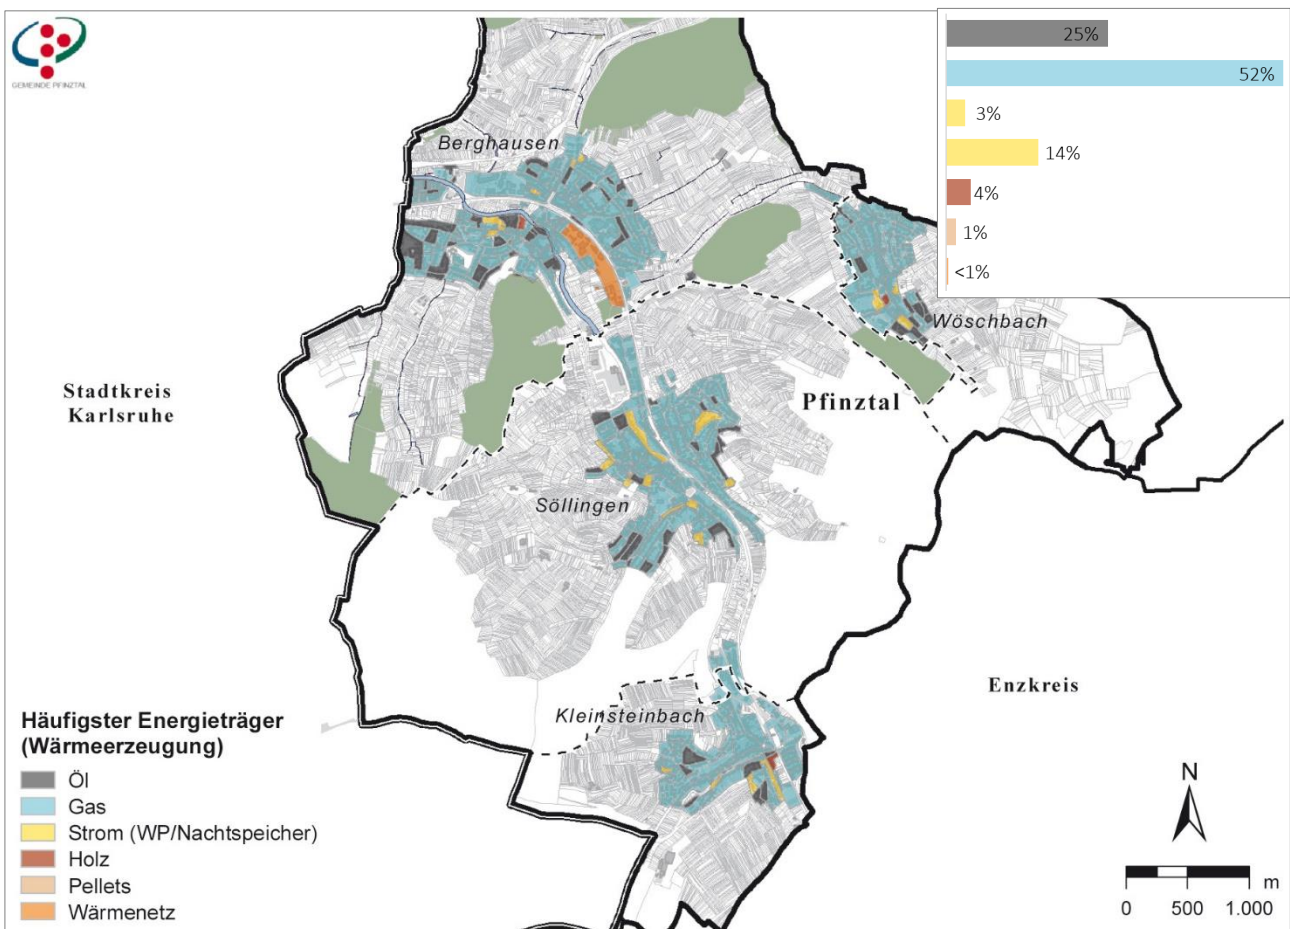 GEMEINDE PFINZTAL
25%
52%
3%
14%
4%
1%
<1%
Berghausen
Wöschbach
Stadtkreis
Karlsruhe
Pfinztal
Söllingen
Enzkreis
Kleinsteinbach
Häufigster Energieträger
(Wärmeerzeugung)
Öl
Gas
Strom (WP/Nachtspeicher)
Holz
Pellets
Wärmenetz
N
m
0 500 1.000